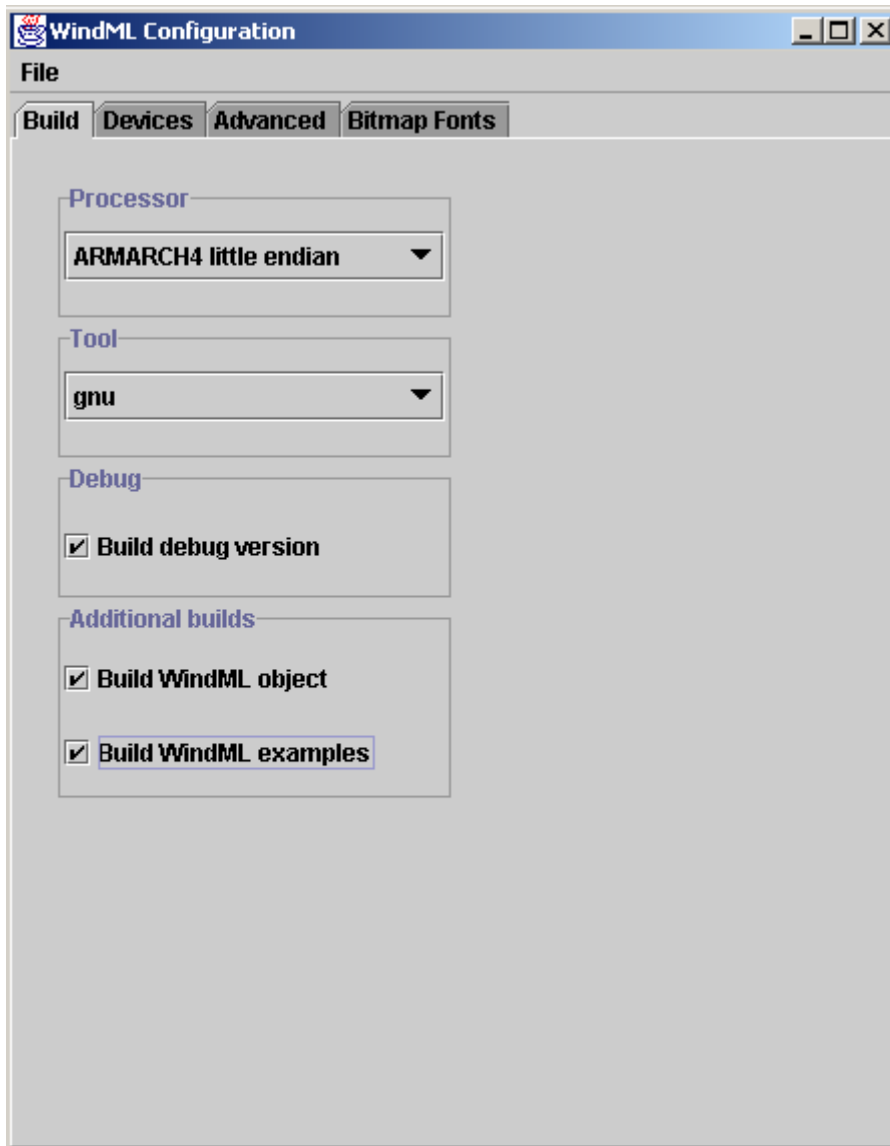 WindML Configuration
File
Build Devices Advanced Bitmap Fonts
Processor
ARMARCH4 little endian
Tool
gnu
Debug
Build debug version
Additional builds
Build WindML object
Build WindML examples